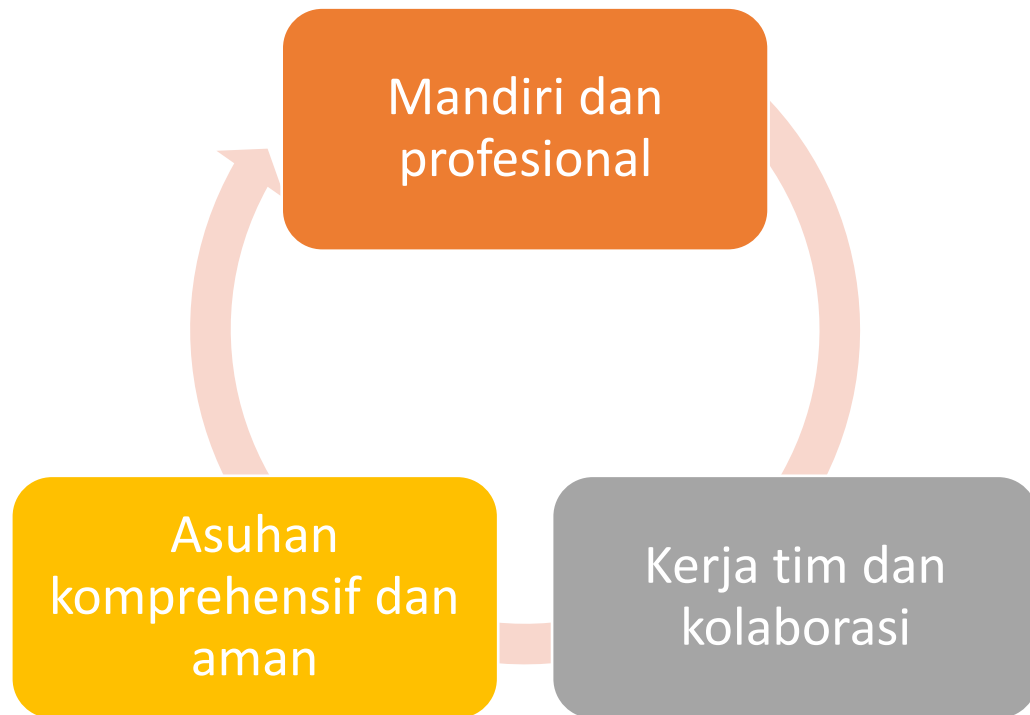 Mandiri dan
profesional
Kerja tim dan
kolaborasi
Asuhan
komprehensif dan
aman